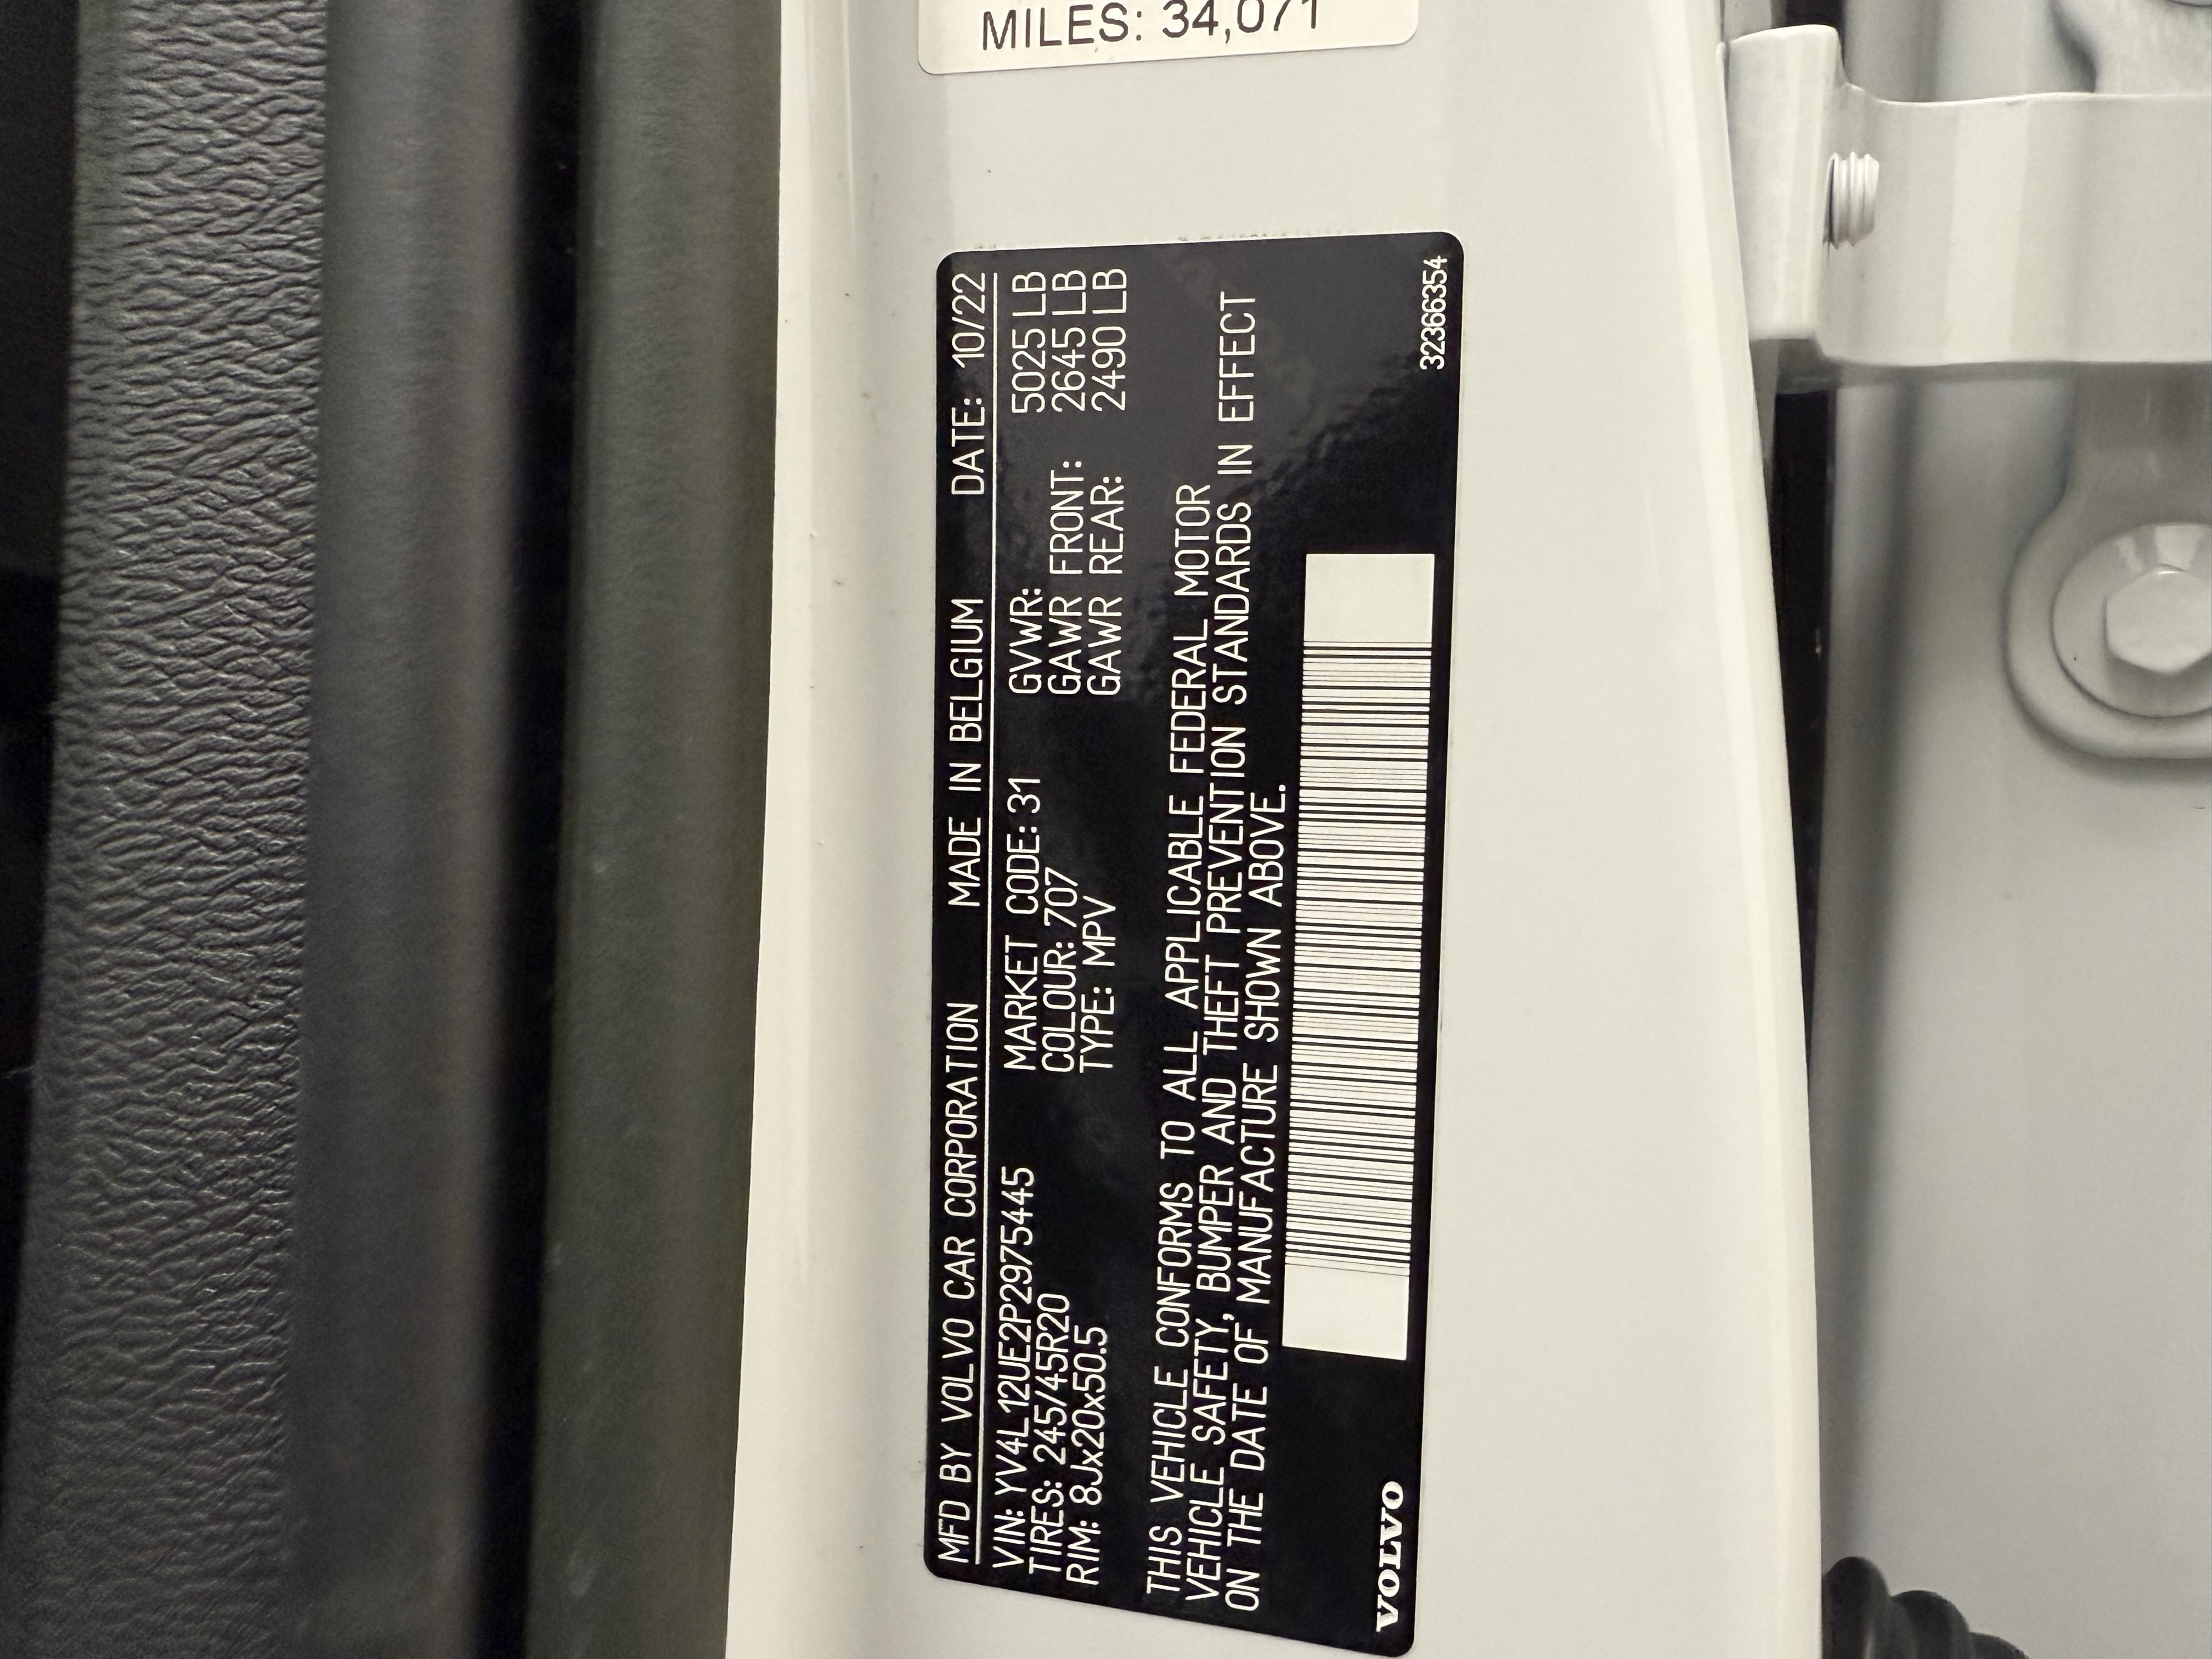 MILES: 34,071
MFD BY VOLVO CAR CORPORATION MADE IN BELGIUM DATE: 10/22
VIN: YV4L12UE2P2975445 MARKET CODE: 31 GVWR: 5025 LB
TIRES: 245/45R20 COLOUR: 707 GAWR FRONT: 2645 LB
RIM: 8Jx20x50.5 TYPE: MPV GAWR REAR: 2490 LB
THIS VEHICLE CONFORMS TO ALL APPLICABLE FEDERAL MOTOR
VEHICLE SAFETY, BUMPER AND THEFT PREVENTION STANDARDS IN EFFECT
ON THE DATE OF MANUFACTURE SHOWN ABOVE.
VOLVO
32366354